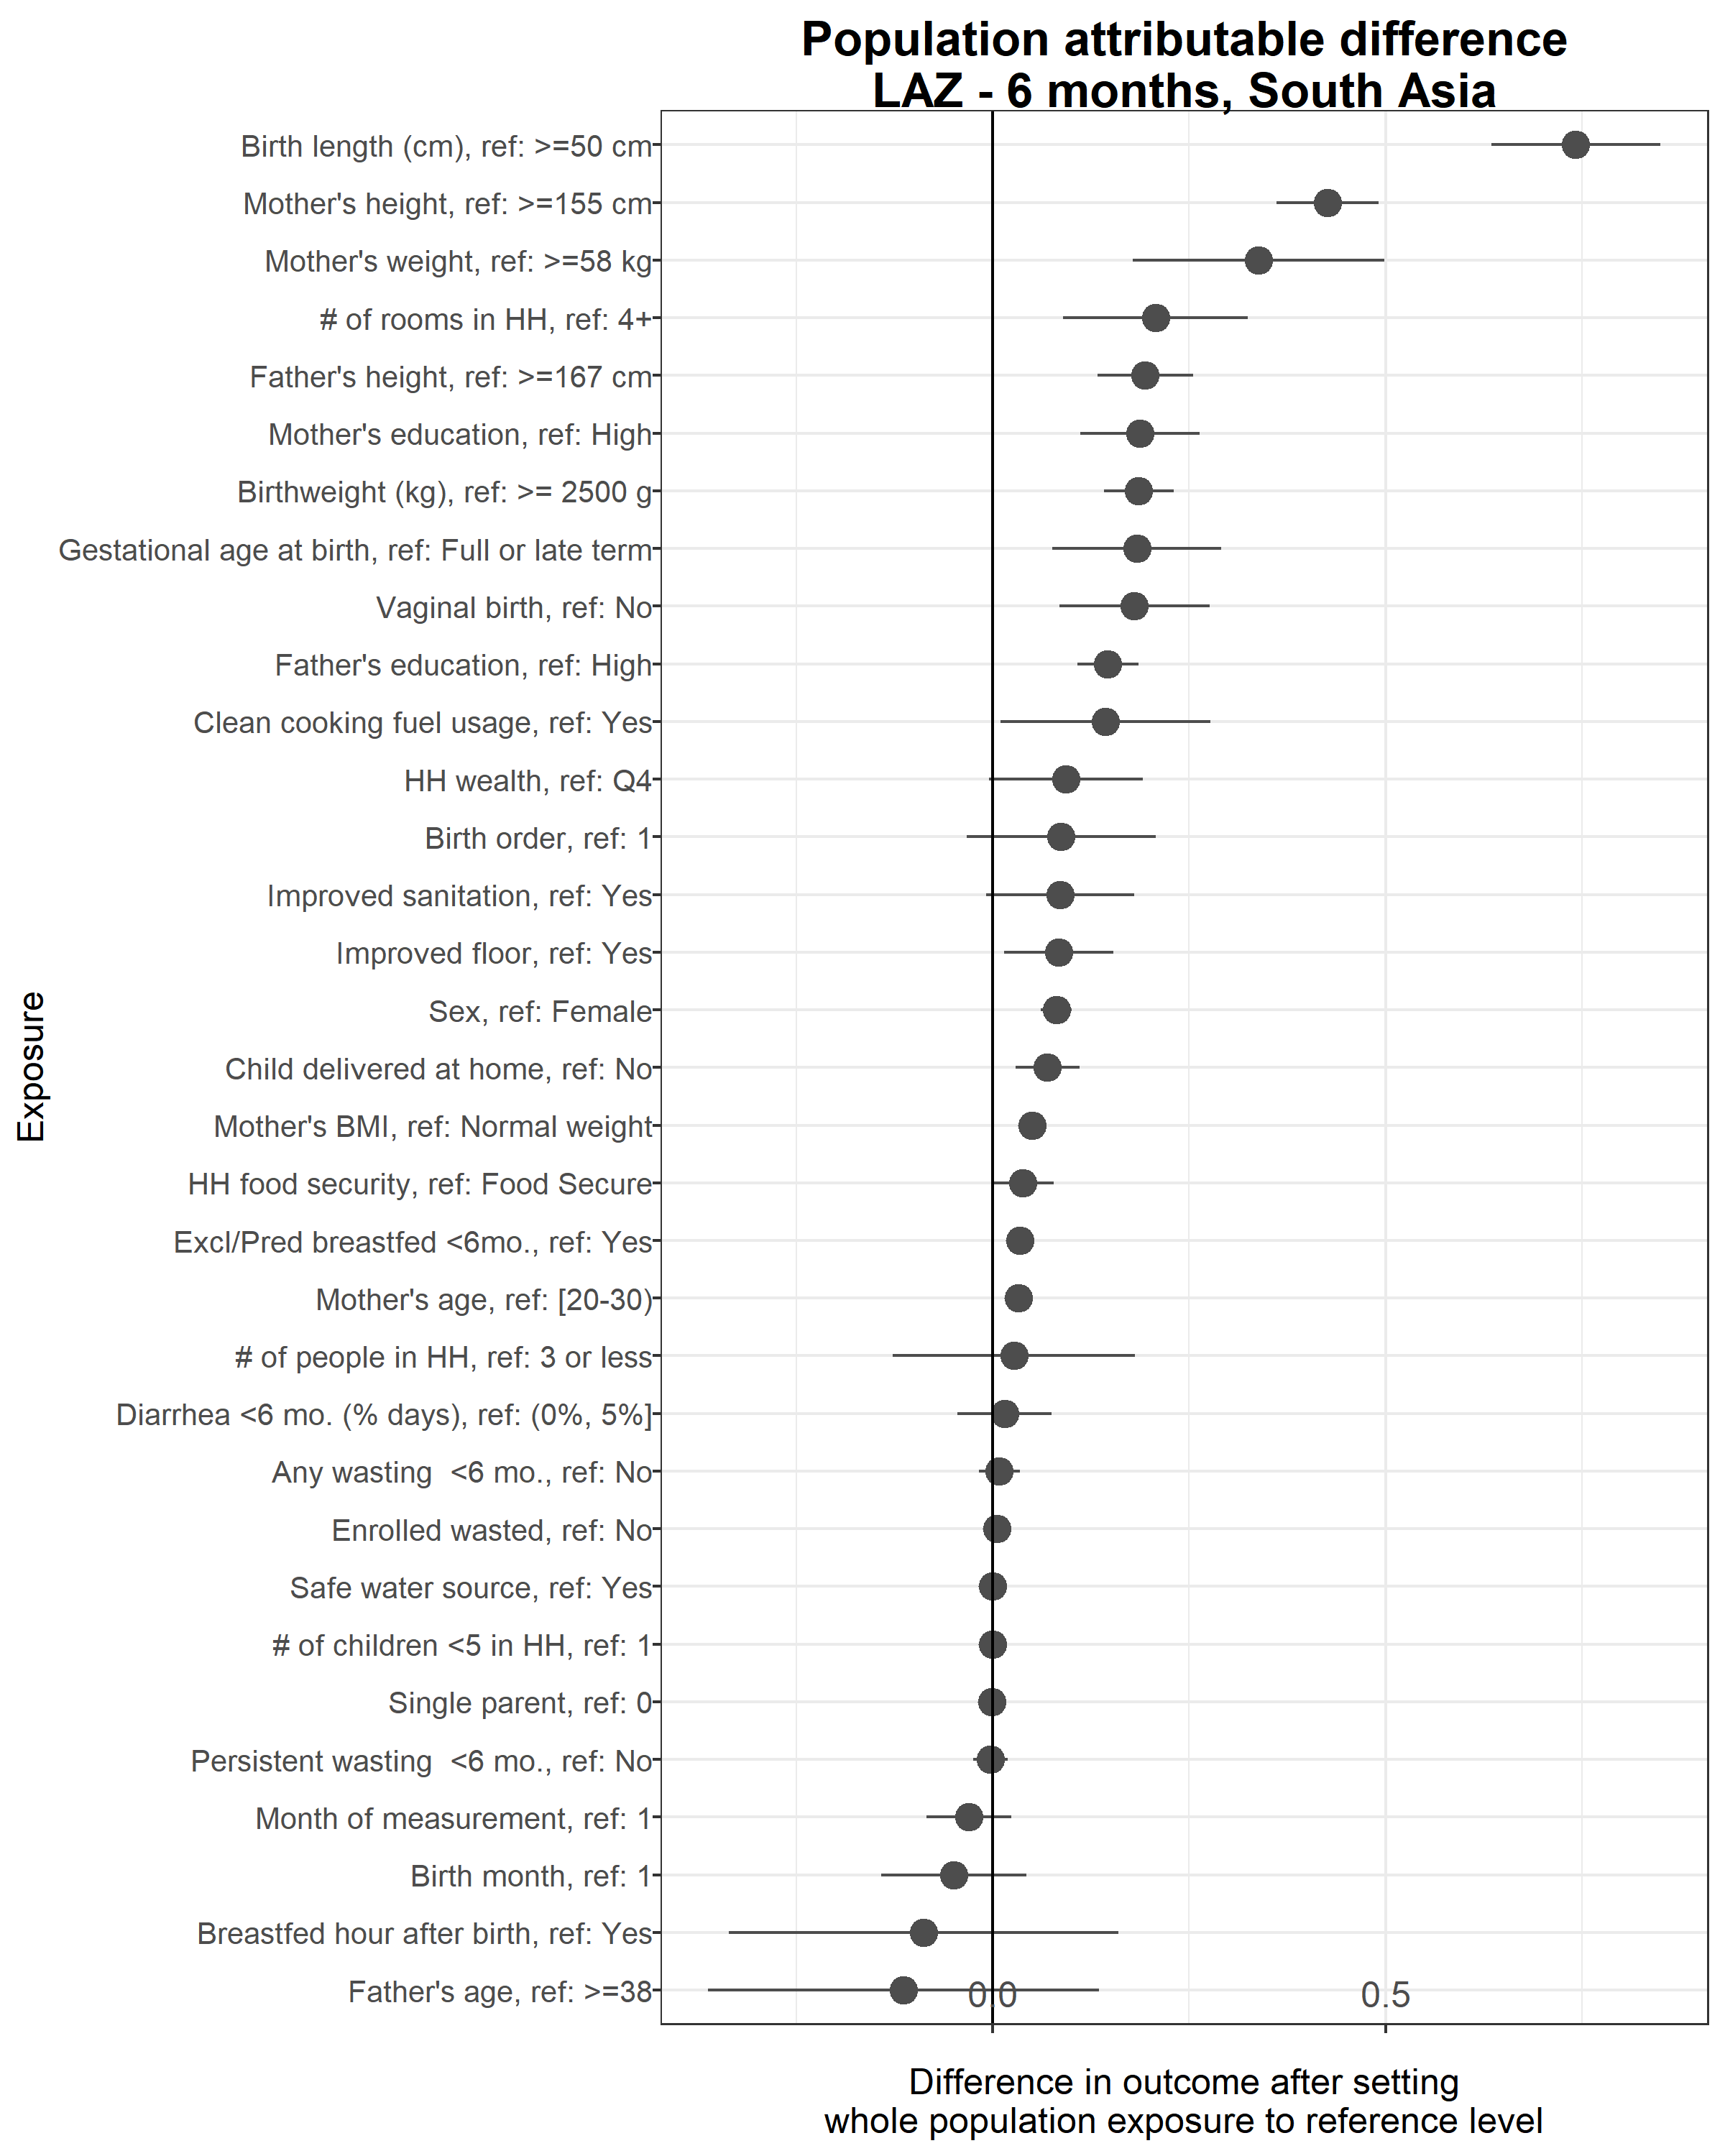 Population attributable difference
LAZ - 6 months, South Asia
Birth length (cm), ref: >=50 cm
Mother's height, ref: >=155 cm
Mother's weight, ref: >=58 kg
# of rooms in HH, ref: 4+
Father's height, ref: >=167 cm
Mother's education, ref: High
Birthweight (kg), ref: >= 2500 g
Gestational age at birth, ref: Full or late term
Vaginal birth, ref: No
Father's education, ref: High
Clean cooking fuel usage, ref: Yes
HH wealth, ref: Q4
Birth order, ref: 1
Improved sanitation, ref: Yes
Improved floor, ref: Yes
Sex, ref: Female
Child delivered at home, ref: No
Mother's BMI, ref: Normal weight
HH food security, ref: Food Secure
Excl/Pred breastfed <6mo., ref: Yes
Mother's age, ref: [20-30)
# of people in HH, ref: 3 or less
Diarrhea <6 mo. (% days), ref: (0%, 5%]
Any wasting  <6 mo., ref: No
Enrolled wasted, ref: No
Safe water source, ref: Yes
# of children <5 in HH, ref: 1
Single parent, ref: 0
Persistent wasting  <6 mo., ref: No
Month of measurement, ref: 1
Birth month, ref: 1
Breastfed hour after birth, ref: Yes
Father's age, ref: >=38
Exposure
0.0 0.5
Difference in outcome after setting
whole population exposure to reference level